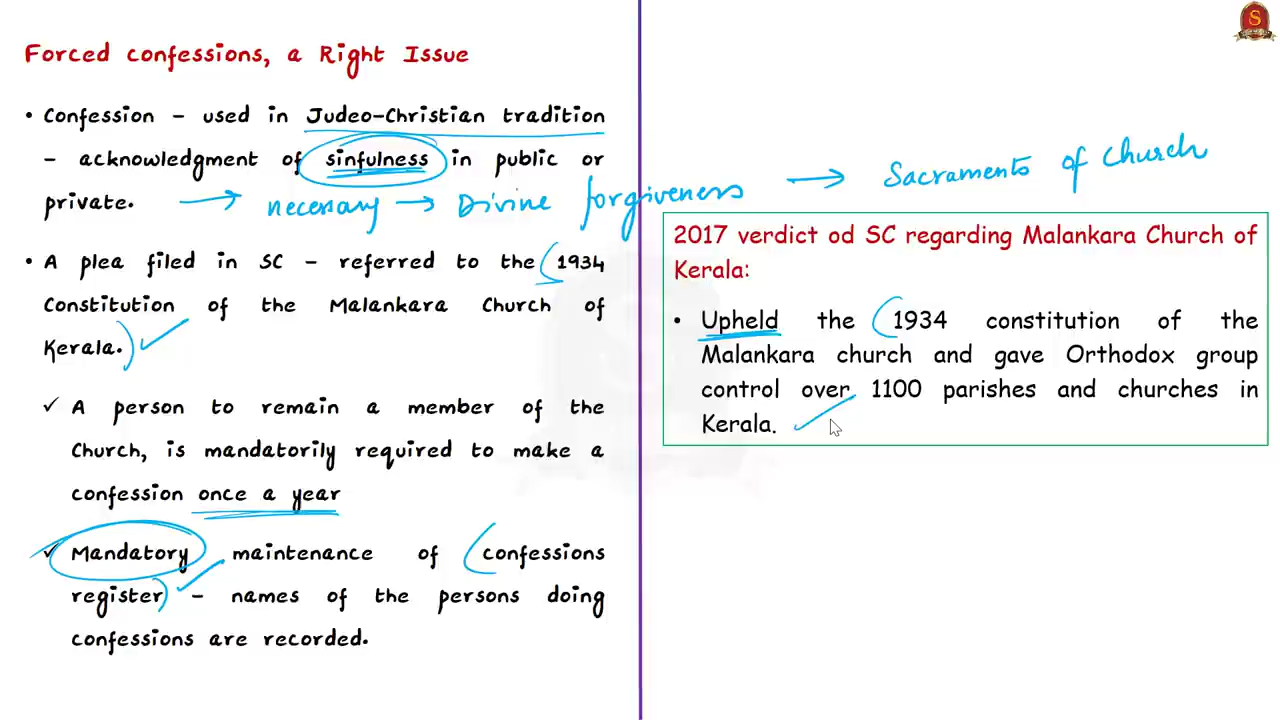 Forced confessions, a Right Issue
• Confession – used in Judeo-Christian tradition
– acknowledgment of sinfulness in public or
private. → necessary → Divine forgiveness → Sacraments of Church
• A plea filed in SC – referred to the (1934
Constitution of the Malankara Church of
Kerala.) ✓
✓ A person to remain a member of the
Church, is mandatorily required to make a
confession once a year
✓ Mandatory maintenance of (confessions
register) – names of the persons doing
confessions are recorded.
2017 verdict od SC regarding Malankara Church of
Kerala:
• Upheld the (1934 constitution of the
Malankara church and gave Orthodox group
control over 1100 parishes and churches in
Kerala. ✓
S